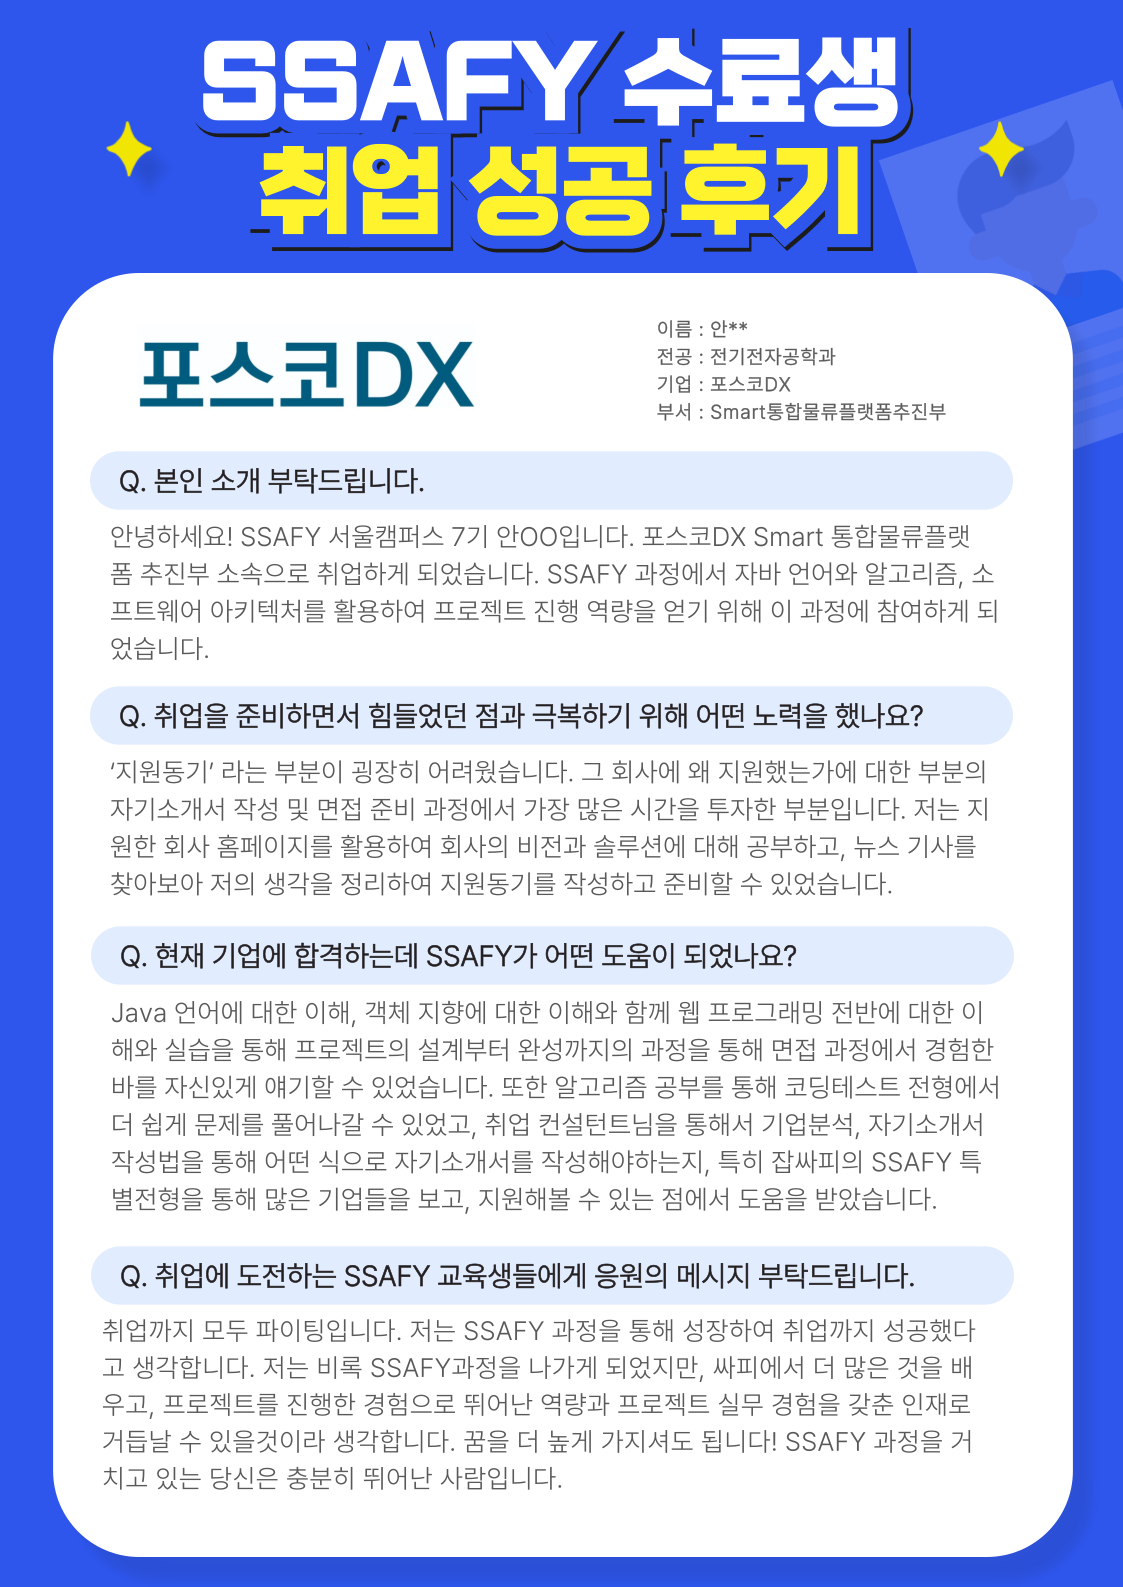 SSAFY 수료생
취업 성공 후기
포스코DX
이름 : 안**
전공 : 전기전자공학과
기업 : 포스코DX
부서 : Smart통합물류플랫폼추진부
Q. 본인 소개 부탁드립니다.
안녕하세요! SSAFY 서울캠퍼스 7기 안OO입니다. 포스코DX Smart 통합물류플랫
폼 추진부 소속으로 취업하게 되었습니다. SSAFY 과정에서 자바 언어와 알고리즘, 소
프트웨어 아키텍처를 활용하여 프로젝트 진행 역량을 얻기 위해 이 과정에 참여하게 되
었습니다.
Q. 취업을 준비하면서 힘들었던 점과 극복하기 위해 어떤 노력을 했나요?
‘지원동기’ 라는 부분이 굉장히 어려웠습니다. 그 회사에 왜 지원했는가에 대한 부분의
자기소개서 작성 및 면접 준비 과정에서 가장 많은 시간을 투자한 부분입니다. 저는 지
원한 회사 홈페이지를 활용하여 회사의 비전과 솔루션에 대해 공부하고, 뉴스 기사를
찾아보아 저의 생각을 정리하여 지원동기를 작성하고 준비할 수 있었습니다.
Q. 현재 기업에 합격하는데 SSAFY가 어떤 도움이 되었나요?
Java 언어에 대한 이해, 객체 지향에 대한 이해와 함께 웹 프로그래밍 전반에 대한 이
해와 실습을 통해 프로젝트의 설계부터 완성까지의 과정을 통해 면접 과정에서 경험한
바를 자신있게 얘기할 수 있었습니다. 또한 알고리즘 공부를 통해 코딩테스트 전형에서
더 쉽게 문제를 풀어나갈 수 있었고, 취업 컨설턴트님을 통해서 기업분석, 자기소개서
작성법을 통해 어떤 식으로 자기소개서를 작성해야하는지, 특히 잡싸피의 SSAFY 특
별전형을 통해 많은 기업들을 보고, 지원해볼 수 있는 점에서 도움을 받았습니다.
Q. 취업에 도전하는 SSAFY 교육생들에게 응원의 메시지 부탁드립니다.
취업까지 모두 파이팅입니다. 저는 SSAFY 과정을 통해 성장하여 취업까지 성공했다
고 생각합니다. 저는 비록 SSAFY과정을 나가게 되었지만, 싸피에서 더 많은 것을 배
우고, 프로젝트를 진행한 경험으로 뛰어난 역량과 프로젝트 실무 경험을 갖춘 인재로
거듭날 수 있을것이라 생각합니다. 꿈을 더 높게 가지셔도 됩니다! SSAFY 과정을 거
치고 있는 당신은 충분히 뛰어난 사람입니다.